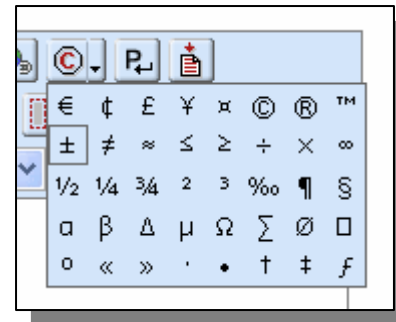 © P
€ ¢ £ ¥ ¤ © ® ™
± ≠ ≈ ≤ ≥ ÷ × ∞
½ ¼ ¾ ² ³ ‰ ¶ §
α β Δ µ Ω ∑ Ø □
º « » · • † ‡ ƒ